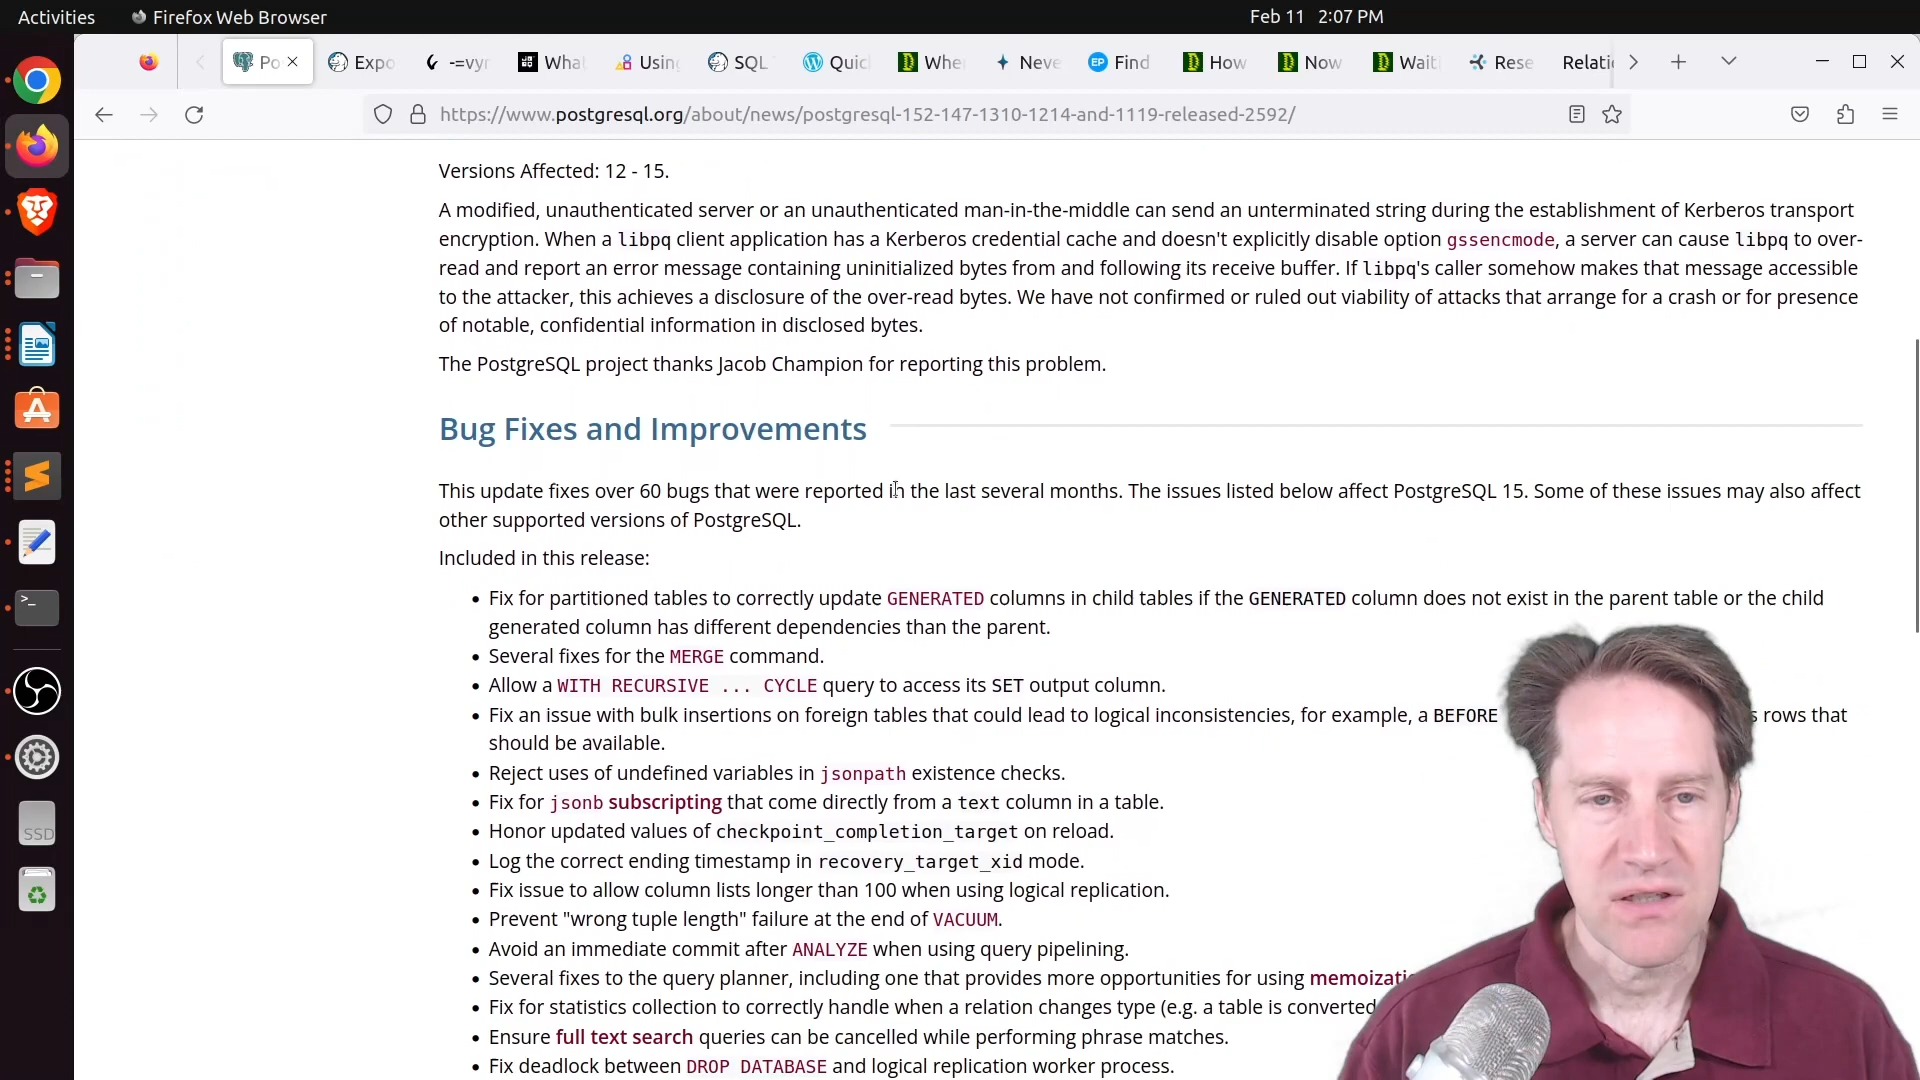 Activities Firefox Web Browser Feb 11 2:07 PM
Po Expo -=vyr What Using SQL Quic Whe Neve Find How Now Wait Rese Relati
https://www.postgresql.org/about/news/postgresql-152-147-1310-1214-and-1119-released-2592/
Versions Affected: 12 - 15.
A modified, unauthenticated server or an unauthenticated man-in-the-middle can send an unterminated string during the establishment of Kerberos transport
encryption. When a libpq client application has a Kerberos credential cache and doesn't explicitly disable option gssencmode, a server can cause libpq to over-
read and report an error message containing uninitialized bytes from and following its receive buffer. If libpq's caller somehow makes that message accessible
to the attacker, this achieves a disclosure of the over-read bytes. We have not confirmed or ruled out viability of attacks that arrange for a crash or for presence
of notable, confidential information in disclosed bytes.
The PostgreSQL project thanks Jacob Champion for reporting this problem.
Bug Fixes and Improvements
This update fixes over 60 bugs that were reported in the last several months. The issues listed below affect PostgreSQL 15. Some of these issues may also affect
other supported versions of PostgreSQL.
Included in this release:
• Fix for partitioned tables to correctly update GENERATED columns in child tables if the GENERATED column does not exist in the parent table or the child
generated column has different dependencies than the parent.
• Several fixes for the MERGE command.
• Allow a WITH RECURSIVE ... CYCLE query to access its SET output column.
• Fix an issue with bulk insertions on foreign tables that could lead to logical inconsistencies, for example, a BEFORE rows that
should be available.
• Reject uses of undefined variables in jsonpath existence checks.
• Fix for jsonb subscripting that come directly from a text column in a table.
• Honor updated values of checkpoint_completion_target on reload.
• Log the correct ending timestamp in recovery_target_xid mode.
• Fix issue to allow column lists longer than 100 when using logical replication.
• Prevent "wrong tuple length" failure at the end of VACUUM.
• Avoid an immediate commit after ANALYZE when using query pipelining.
• Several fixes to the query planner, including one that provides more opportunities for using memoizati
• Fix for statistics collection to correctly handle when a relation changes type (e.g. a table is converted
• Ensure full text search queries can be cancelled while performing phrase matches.
• Fix deadlock between DROP DATABASE and logical replication worker process.
SSD